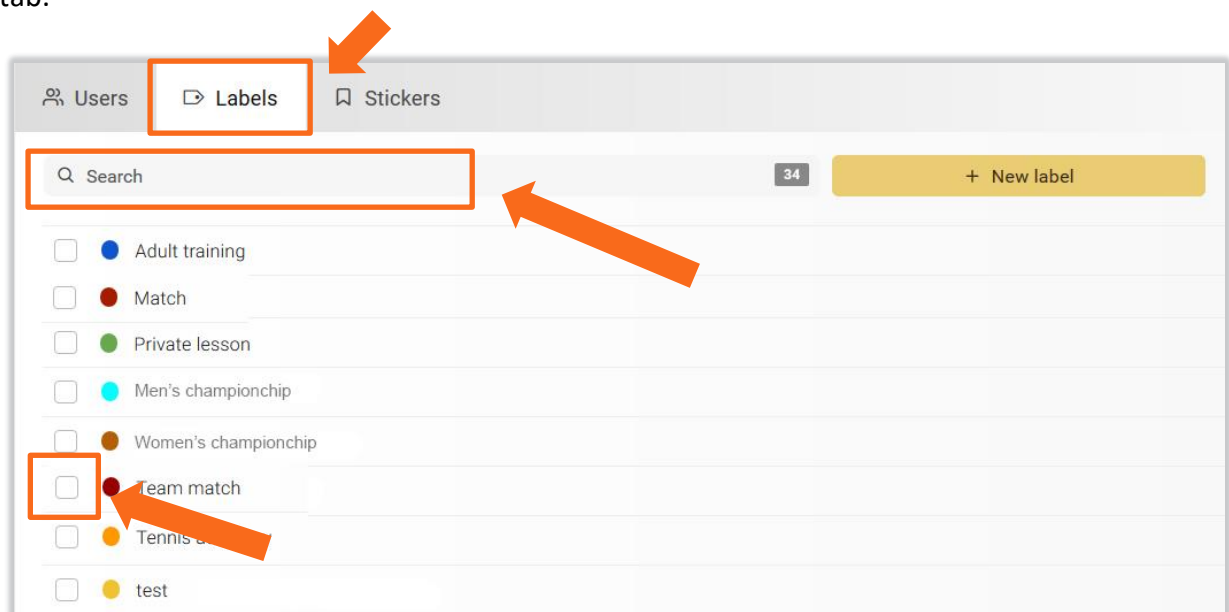 tab.
Users Labels Stickers
Search 34 + New label
Adult training
Match
Private lesson
Men's championchip
Women's championchip
Team match
Tennis
test